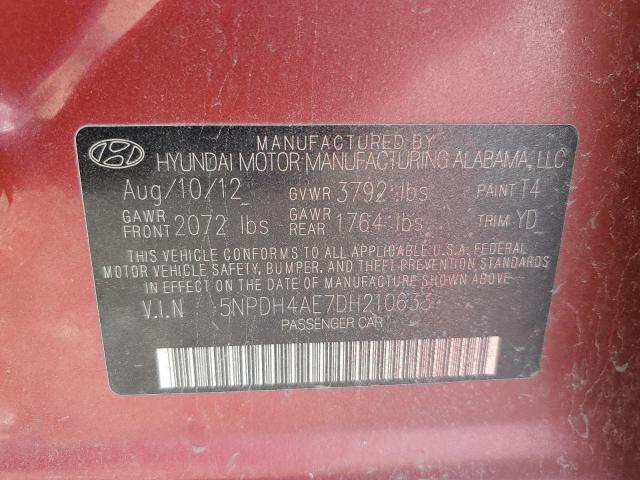 MANUFACTURED BY
HYUNDAI MOTOR MANUFACTURING ALABAMA, LLC
Aug/10/12 GVWR 3792 lbs PAINT T4
GAWR FRONT 2072 lbs GAWR REAR 1764 lbs TRIM YD
THIS VEHICLE CONFORMS TO ALL APPLICABLE U.S.A. FEDERAL
MOTOR VEHICLE SAFETY, BUMPER, AND THEFT PREVENTION
STANDARDS IN EFFECT ON THE DATE OF MANUFACTURE SHOWN ABOVE.
V.I.N 5NPDH4AE7DH210633
PASSENGER CAR